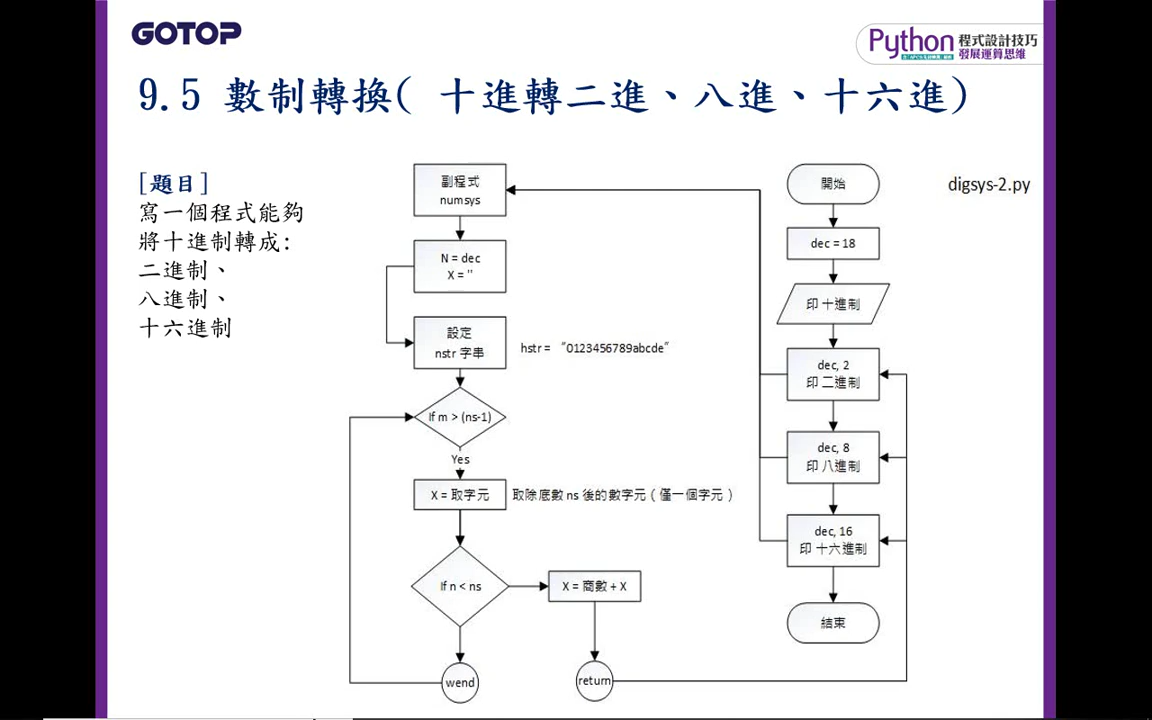 GOTOP
Python 程式設計技巧
發展運算思維
9.5 數制轉換( 十進轉二進、八進、十六進)
[題目]
寫一個程式能夠
將十進制轉成:
二進制、
八進制、
十六進制
副程式
numsys
N = dec
X = ''
設定
nstr 字串
hstr = “0123456789abcde”
If m > (ns-1)
Yes
X = 取字元
取除底數 ns 後的數字元 ( 僅一個字元 )
If n < ns
X = 商數 + X
wend
return
開始
digsys-2.py
dec = 18
印 十進制
dec, 2
印 二進制
dec, 8
印 八進制
dec, 16
印 十六進制
結束